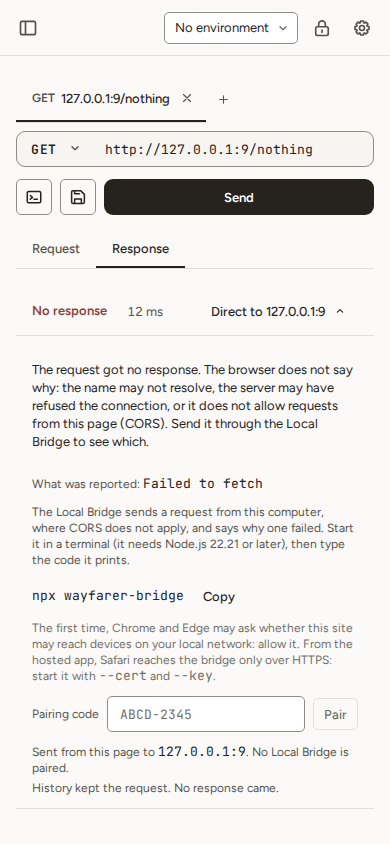 No environment
GET 127.0.0.1:9/nothing
GET http://127.0.0.1:9/nothing
Send
Request Response
No response 12 ms Direct to 127.0.0.1:9
The request got no response. The browser does not say
why: the name may not resolve, the server may have
refused the connection, or it does not allow requests
from this page (CORS). Send it through the Local
Bridge to see which.
What was reported: Failed to fetch
The Local Bridge sends a request from this computer,
where CORS does not apply, and says why one failed. Start
it in a terminal (it needs Node.js 22.21 or later), then type
the code it prints.
npx wayfarer-bridge Copy
The first time, Chrome and Edge may ask whether this site
may reach devices on your local network: allow it. From the
hosted app, Safari reaches the bridge only over HTTPS:
start it with --cert and --key.
Pairing code ABCD-2345 Pair
Sent from this page to 127.0.0.1:9. No Local Bridge is
paired.
History kept the request. No response came.